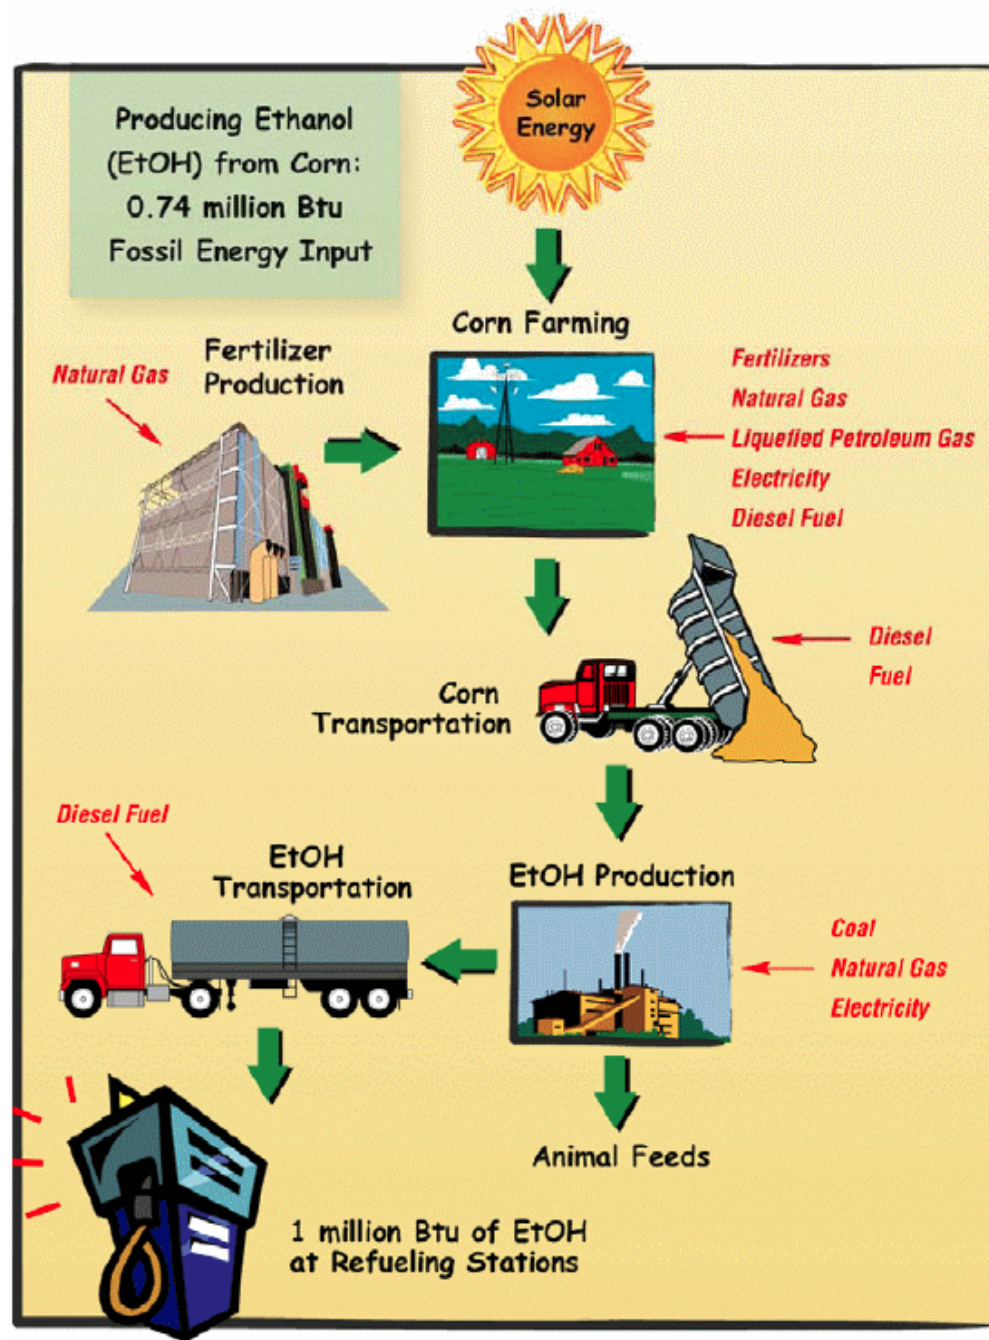 Solar
Energy
Producing Ethanol
(EtOH) from Corn:
0.74 million Btu
Fossil Energy Input
Corn Farming
Fertilizer
Production
Natural Gas
Fertilizers
Natural Gas
Liquefied Petroleum Gas
Electricity
Diesel Fuel
Diesel
Fuel
Corn
Transportation
Diesel Fuel
EtOH
Transportation
EtOH Production
Coal
Natural Gas
Electricity
Animal Feeds
1 million Btu of EtOH
at Refueling Stations